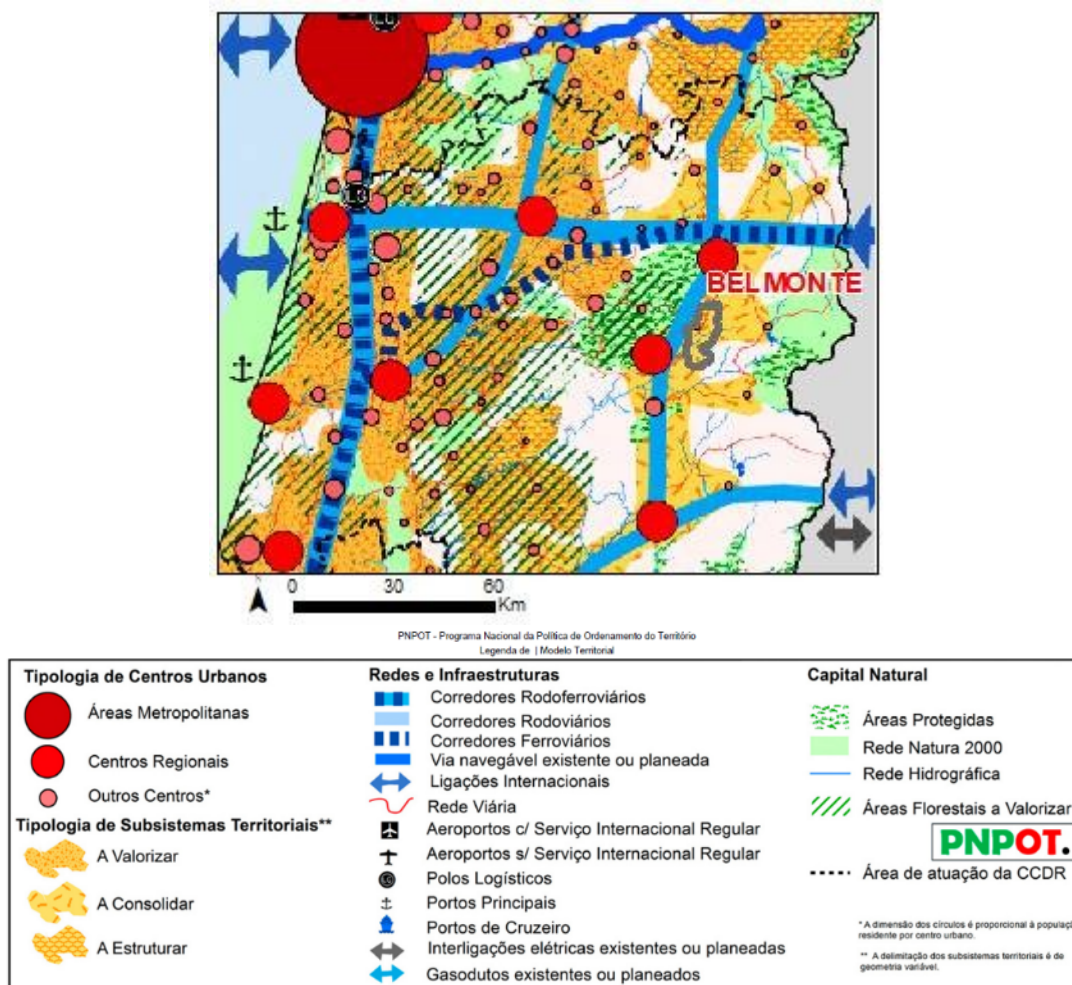 L3
BELMONTE
N
0 30 60
Km
PNPOT - Programa Nacional da Política de Ordenamento do Território
Legenda de | Modelo Territorial
Tipologia de Centros Urbanos
Áreas Metropolitanas
Centros Regionais
Outros Centros*
Tipologia de Subsistemas Territoriais**
A Valorizar
A Consolidar
A Estruturar
Redes e Infraestruturas
Corredores Rodoferroviários
Corredores Rodoviários
Corredores Ferroviários
Via navegável existente ou planeada
Ligações Internacionais
Rede Viária
Aeroportos c/ Serviço Internacional Regular
Aeroportos s/ Serviço Internacional Regular
Polos Logísticos
Portos Principais
Portos de Cruzeiro
Interligações elétricas existentes ou planeadas
Gasodutos existentes ou planeados
Capital Natural
Áreas Protegidas
Rede Natura 2000
Rede Hidrográfica
Áreas Florestais a Valorizar
PNPOT.
Área de atuação da CCDR
* A dimensão dos círculos é proporcional à populaç
residente por centro urbano.
** A delimitação dos subsistemas territoriais é de
geometria variável.